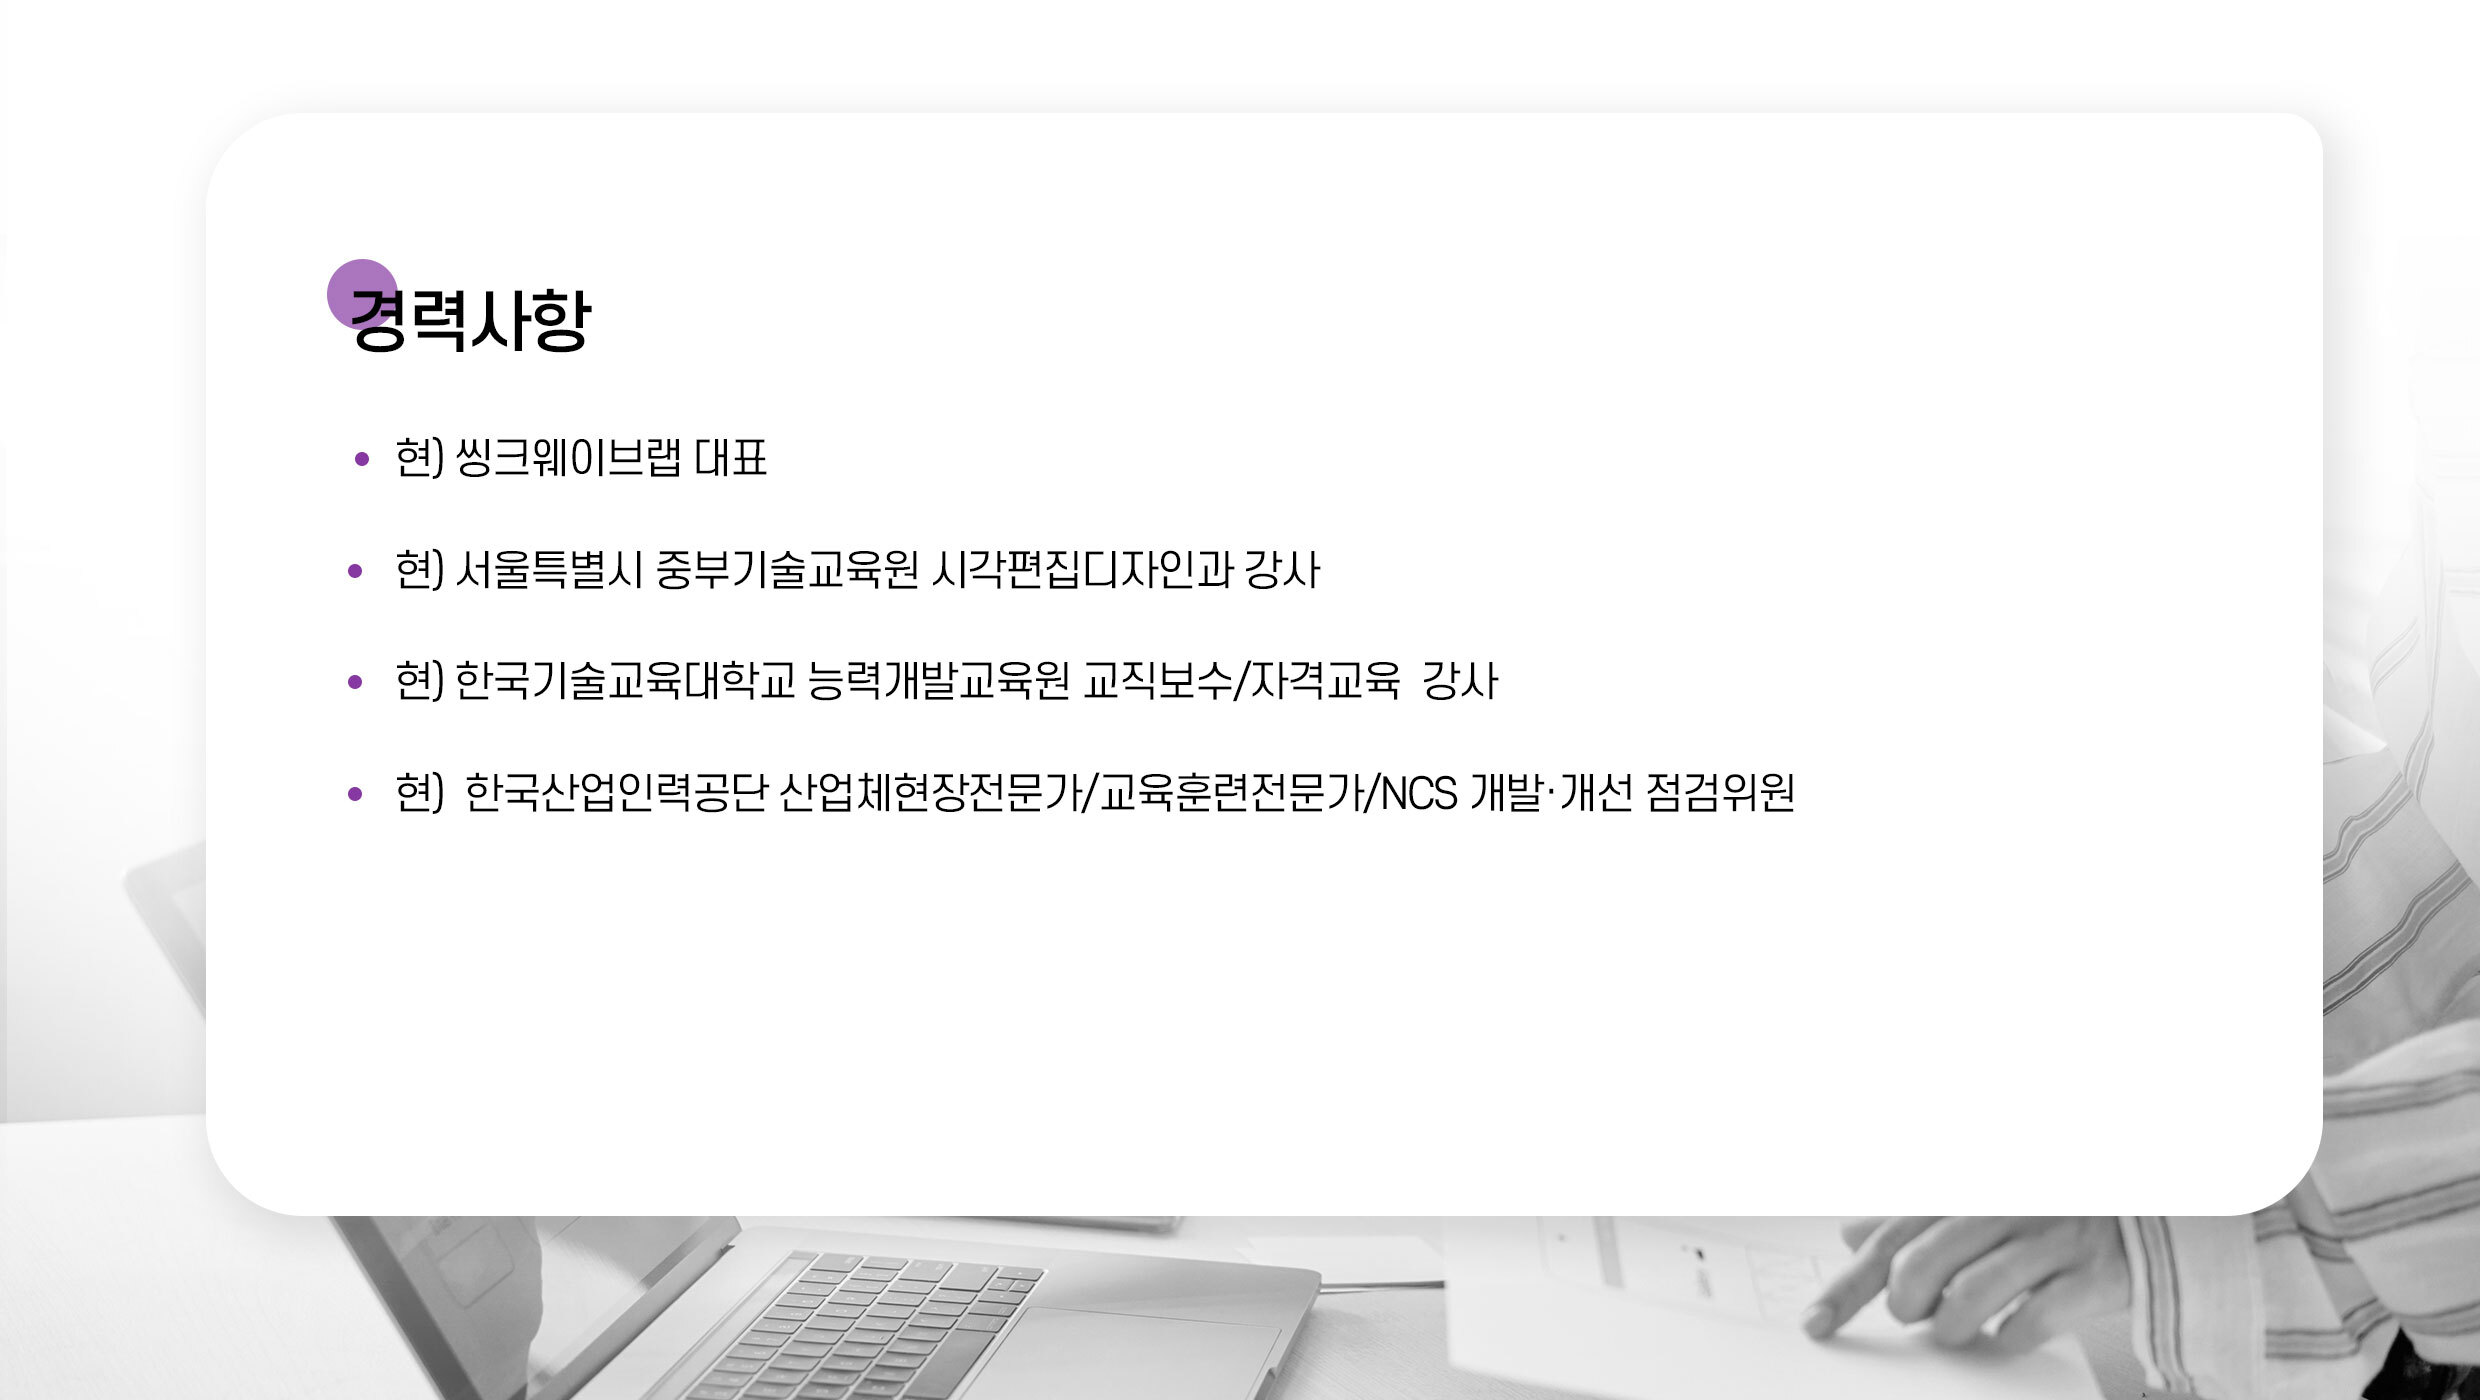 경력사항
• 현) 씽크웨이브랩 대표
• 현) 서울특별시 중부기술교육원 시각편집디자인과 강사
• 현) 한국기술교육대학교 능력개발교육원 교직보수/자격교육  강사
• 현)  한국산업인력공단 산업체현장전문가/교육훈련전문가/NCS 개발·개선 점검위원